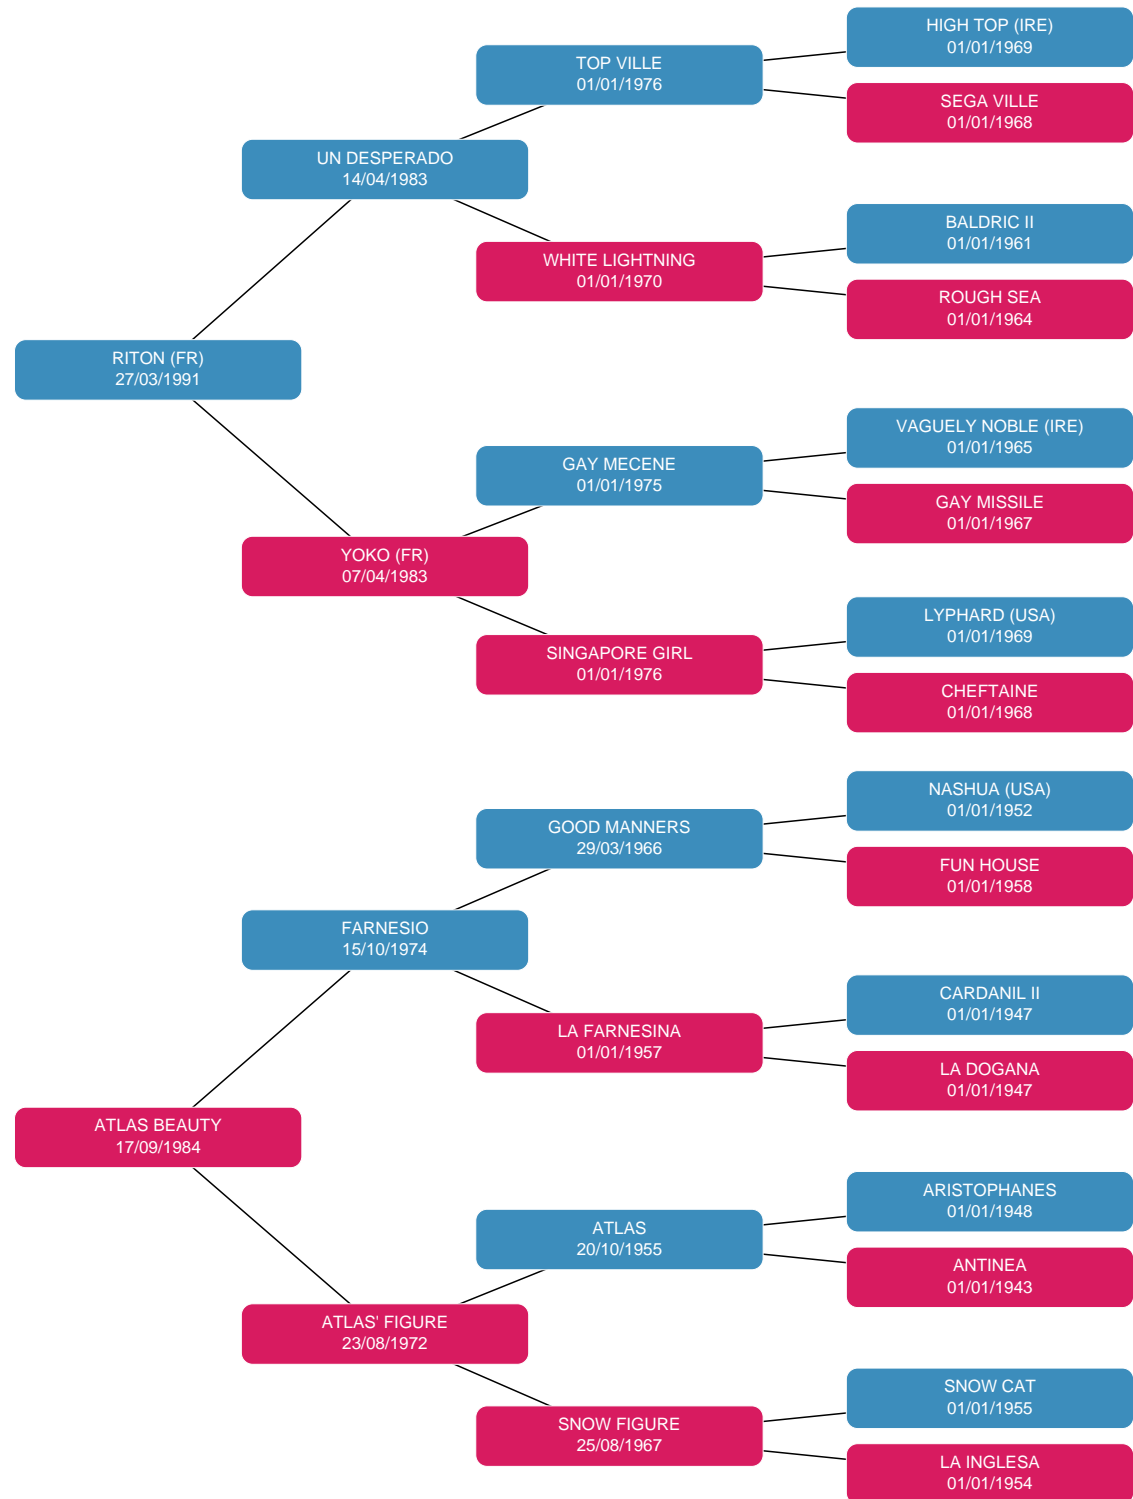 HIGH TOP (IRE)
01/01/1969
TOP VILLE
01/01/1976
SEGA VILLE
01/01/1968
UN DESPERADO
14/04/1983
BALDRIC II
01/01/1961
WHITE LIGHTNING
01/01/1970
ROUGH SEA
01/01/1964
RITON (FR)
27/03/1991
VAGUELY NOBLE (IRE)
01/01/1965
GAY MECENE
01/01/1975
GAY MISSILE
01/01/1967
YOKO (FR)
07/04/1983
LYPHARD (USA)
01/01/1969
SINGAPORE GIRL
01/01/1976
CHEFTAINE
01/01/1968
NASHUA (USA)
01/01/1952
GOOD MANNERS
29/03/1966
FUN HOUSE
01/01/1958
FARNESIO
15/10/1974
CARDANIL II
01/01/1947
LA FARNESINA
01/01/1957
LA DOGANA
01/01/1947
ATLAS BEAUTY
17/09/1984
ARISTOPHANES
01/01/1948
ATLAS
20/10/1955
ANTINEA
01/01/1943
ATLAS' FIGURE
23/08/1972
SNOW CAT
01/01/1955
SNOW FIGURE
25/08/1967
LA INGLESA
01/01/1954